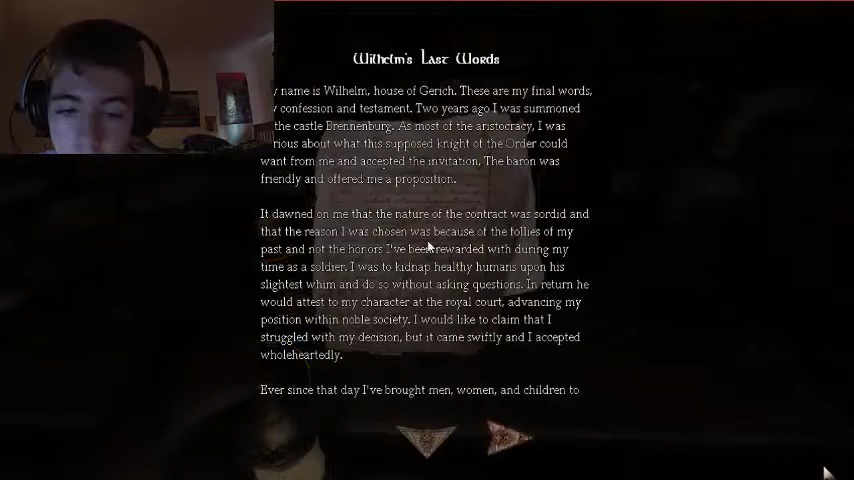 Wilhelm's Last Words
y name is Wilhelm, house of Gerich. These are my final words,
confession and testament. Two years ago I was summoned
the castle Brennenburg. As most of the aristocracy, I was
rious about what this supposed knight of the Order could
want from me and accepted the invitation. The baron was
friendly and offered me a proposition.
It dawned on me that the nature of the contract was sordid and
that the reason I was chosen was because of the follies of my
past and not the honors I've been rewarded with during my
time as a soldier. I was to kidnap healthy humans upon his
slightest whim and do so without asking questions. In return he
would attest to my character at the royal court, advancing my
position within noble society. I would like to claim that I
struggled with my decision, but it came swiftly and I accepted
wholeheartedly.
Ever since that day I've brought men, women, and children to